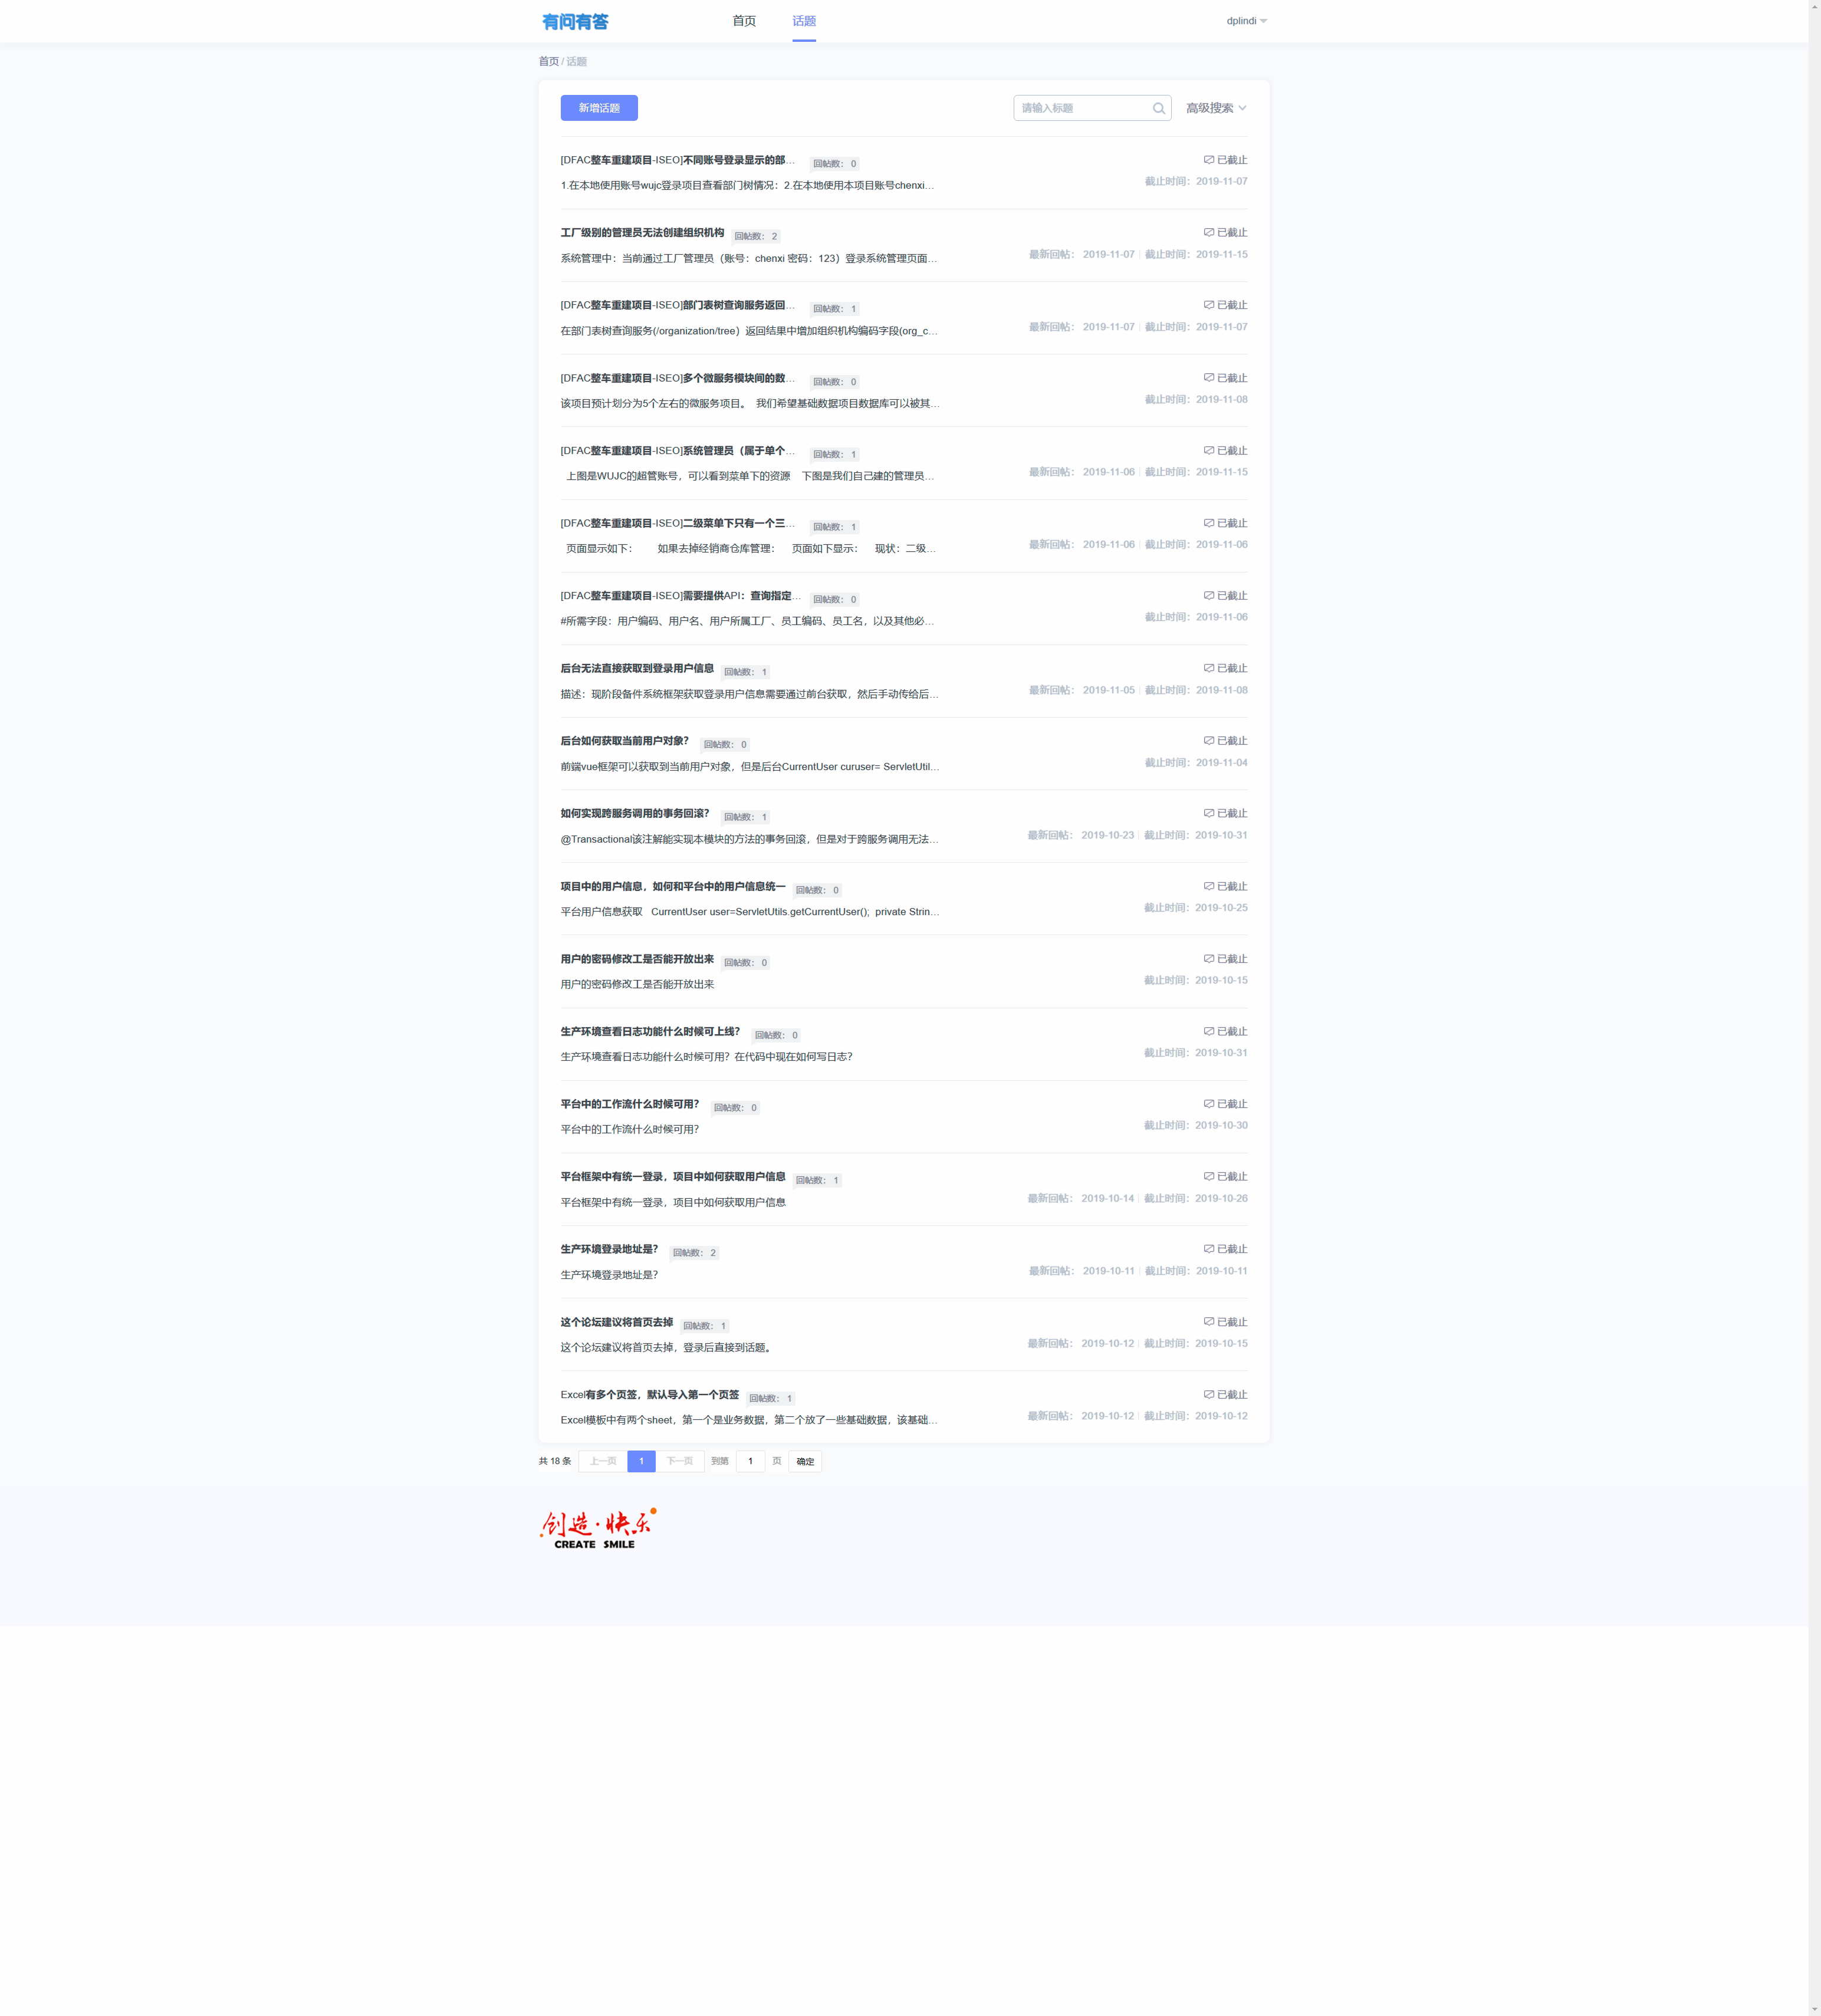 有问有答
首页
话题
dplindi
首页 / 话题
新增话题
请输入标题
高级搜索
[DFAC整车重建项目-ISEO]不同账号登录显示的部...
回帖数： 0
已截止
1.在本地使用账号wujc登录项目查看部门树情况：2.在本地使用本项目账号chenxi...
截止时间：2019-11-07
工厂级别的管理员无法创建组织机构
回帖数： 2
已截止
系统管理中：当前通过工厂管理员（账号：chenxi 密码：123）登录系统管理页面...
最新回帖： 2019-11-07 | 截止时间：2019-11-15
[DFAC整车重建项目-ISEO]部门表树查询服务返回...
回帖数： 1
已截止
在部门表树查询服务(/organization/tree）返回结果中增加组织机构编码字段(org_c...
最新回帖： 2019-11-07 | 截止时间：2019-11-07
[DFAC整车重建项目-ISEO]多个微服务模块间的数...
回帖数： 0
已截止
该项目预计划分为5个左右的微服务项目。 我们希望基础数据项目数据库可以被其...
截止时间：2019-11-08
[DFAC整车重建项目-ISEO]系统管理员（属于单个...
回帖数： 1
已截止
上图是WUJC的超管账号，可以看到菜单下的资源 下图是我们自己建的管理员...
最新回帖： 2019-11-06 | 截止时间：2019-11-15
[DFAC整车重建项目-ISEO]二级菜单下只有一个三...
回帖数： 1
已截止
页面显示如下： 如果去掉经销商仓库管理： 页面如下显示： 现状：二级...
最新回帖： 2019-11-06 | 截止时间：2019-11-06
[DFAC整车重建项目-ISEO]需要提供API：查询指定...
回帖数： 0
已截止
#所需字段：用户编码、用户名、用户所属工厂、员工编码、员工名，以及其他必...
截止时间：2019-11-06
后台无法直接获取到登录用户信息
回帖数： 1
已截止
描述：现阶段备件系统框架获取登录用户信息需要通过前台获取，然后手动传给后...
最新回帖： 2019-11-05 | 截止时间：2019-11-08
后台如何获取当前用户对象？
回帖数： 0
已截止
前端vue框架可以获取到当前用户对象，但是后台CurrentUser curuser= ServletUtil...
截止时间：2019-11-04
如何实现跨服务调用的事务回滚？
回帖数： 1
已截止
@Transactional该注解能实现本模块的方法的事务回滚，但是对于跨服务调用无法...
最新回帖： 2019-10-23 | 截止时间：2019-10-31
项目中的用户信息，如何和平台中的用户信息统一
回帖数： 0
已截止
平台用户信息获取 CurrentUser user=ServletUtils.getCurrentUser(); private Strin...
截止时间：2019-10-25
用户的密码修改工是否能开放出来
回帖数： 0
已截止
用户的密码修改工是否能开放出来
截止时间：2019-10-15
生产环境查看日志功能什么时候可上线？
回帖数： 0
已截止
生产环境查看日志功能什么时候可用？在代码中现在如何写日志？
截止时间：2019-10-31
平台中的工作流什么时候可用？
回帖数： 0
已截止
平台中的工作流什么时候可用？
截止时间：2019-10-30
平台框架中有统一登录，项目中如何获取用户信息
回帖数： 1
已截止
平台框架中有统一登录，项目中如何获取用户信息
最新回帖： 2019-10-14 | 截止时间：2019-10-26
生产环境登录地址是？
回帖数： 2
已截止
生产环境登录地址是？
最新回帖： 2019-10-11 | 截止时间：2019-10-11
这个论坛建议将首页去掉
回帖数： 1
已截止
这个论坛建议将首页去掉，登录后直接到话题。
最新回帖： 2019-10-12 | 截止时间：2019-10-15
Excel有多个页签，默认导入第一个页签
回帖数： 1
已截止
Excel模板中有两个sheet，第一个是业务数据，第二个放了一些基础数据，该基础...
最新回帖： 2019-10-12 | 截止时间：2019-10-12
共 18 条 上一页 1 下一页 到第 1 页 确定
创造·快乐
CREATE SMILE